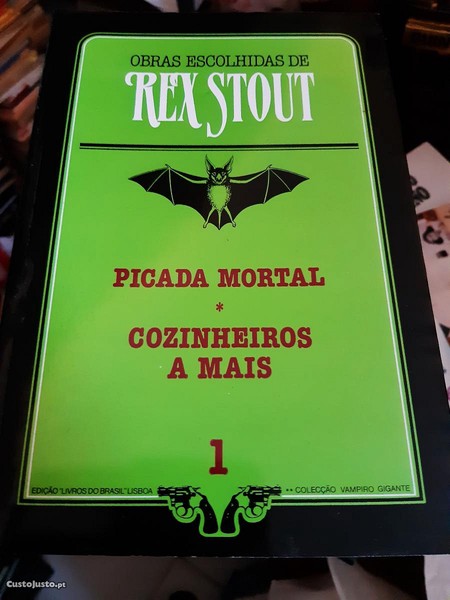 OBRAS ESCOLHIDAS DE
REX STOUT
PICADA MORTAL
*
COZINHEIROS
A MAIS
1
EDIÇÃO "LIVROS DO BRASIL" LISBOA
** COLECÇÃO VAMPIRO GIGANTE
CustoJusto.pt